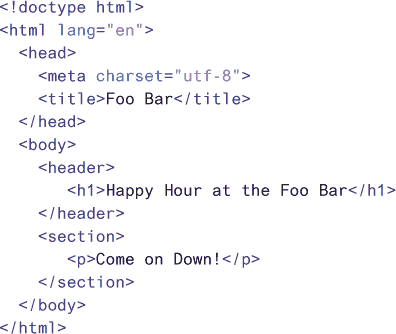 <!doctype html>
<html lang="en">
  <head>
    <meta charset="utf-8">
    <title>Foo Bar</title>
  </head>
  <body>
    <header>
       <h1>Happy Hour at the Foo Bar</h1>
    </header>
    <section>
       <p>Come on Down!</p>
    </section>
  </body>
</html>